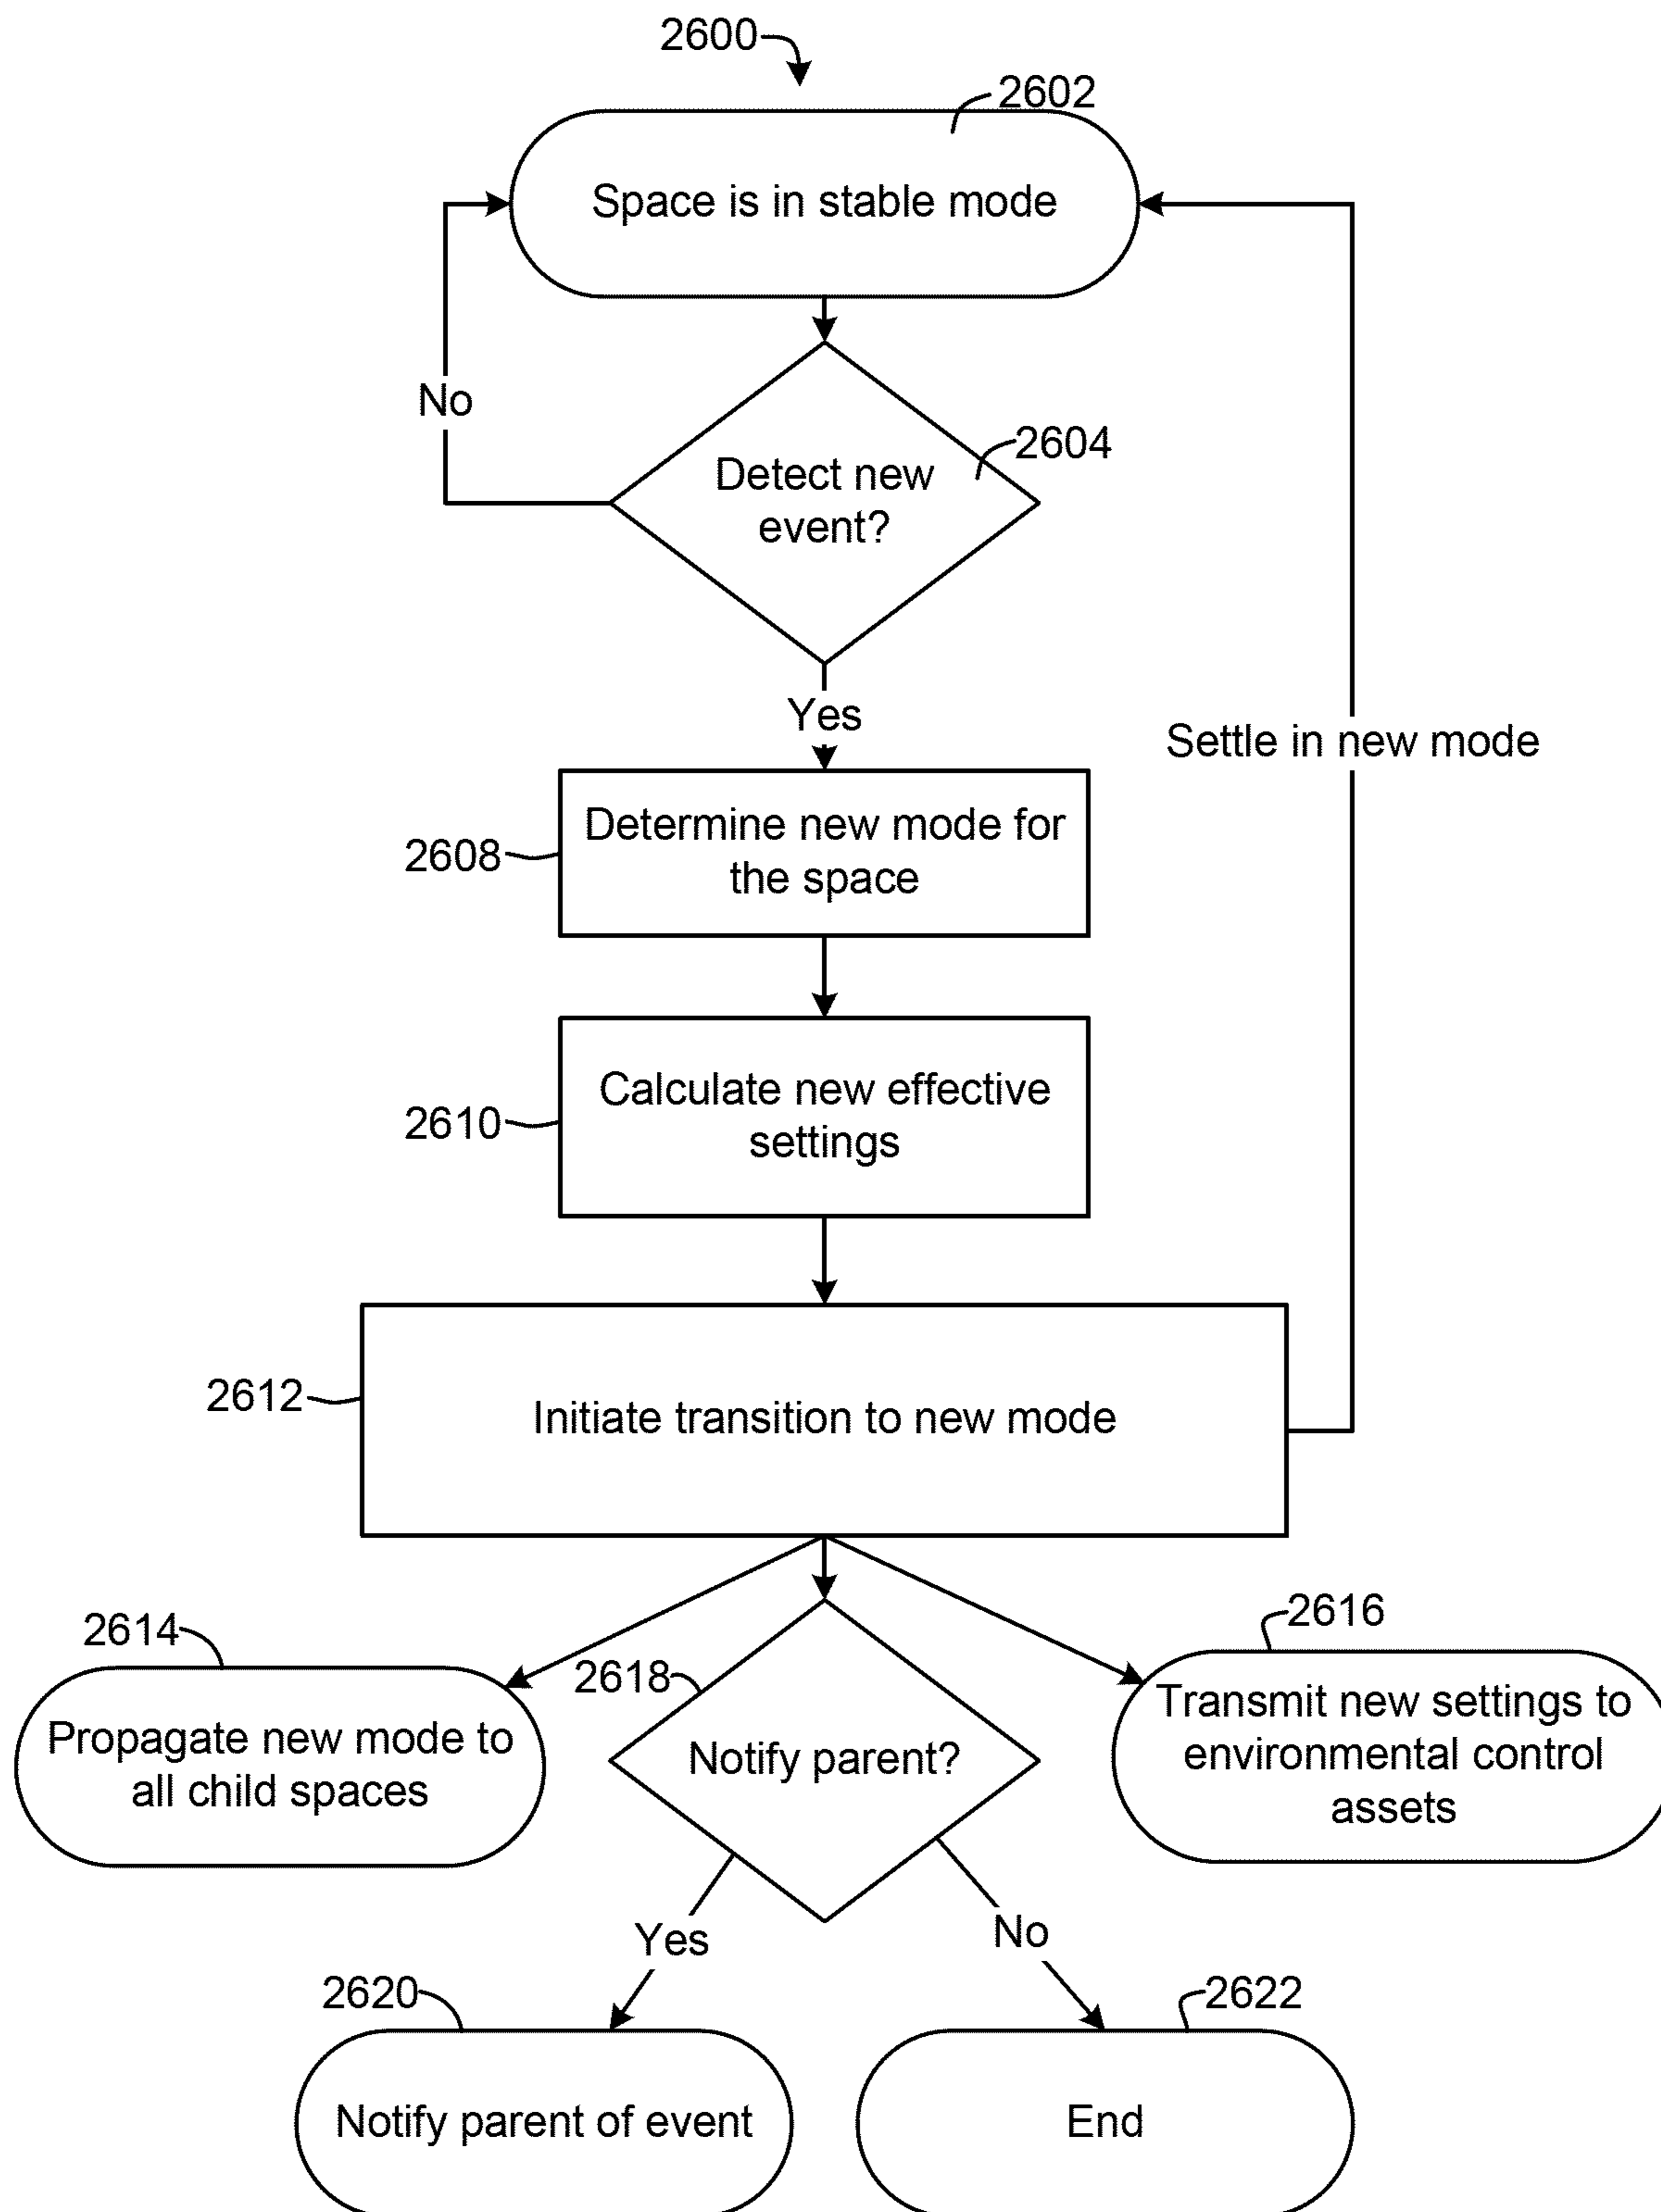 2600
2602
Space is in stable mode
No
2604
Detect new
event?
Yes
Settle in new mode
Determine new mode for
the space
2608
Calculate new effective
settings
2610
2612
Initiate transition to new mode
2614
2616
2618
Propagate new mode to
all child spaces
Notify parent?
Transmit new settings to
environmental control
assets
Yes
No
2620
2622
Notify parent of event
End